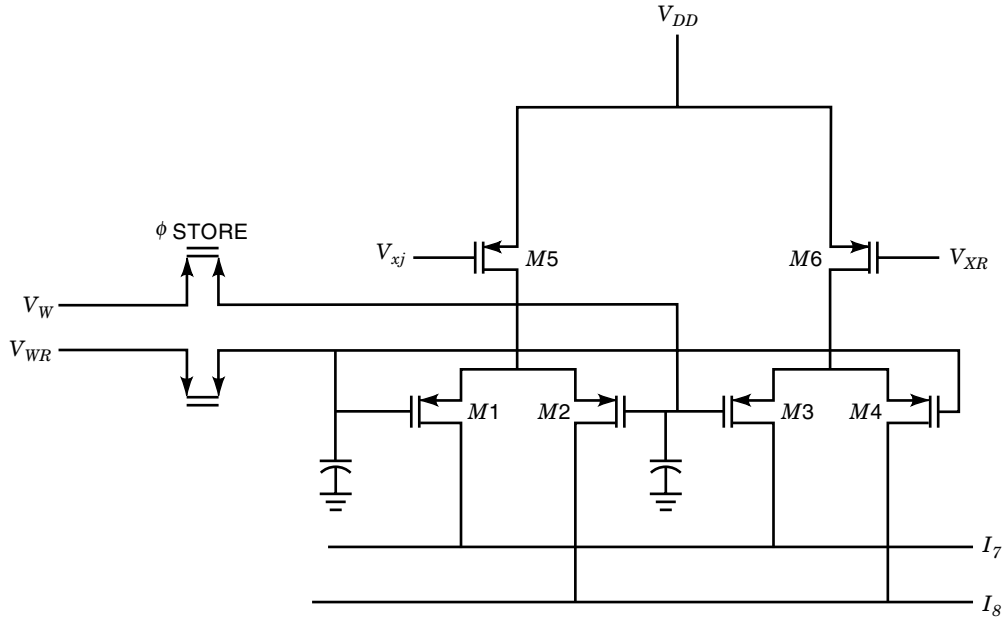 V_DD
ϕ STORE
V_xj
M5
M6
V_XR
V_W
V_WR
M1
M2
M3
M4
I_7
I_8